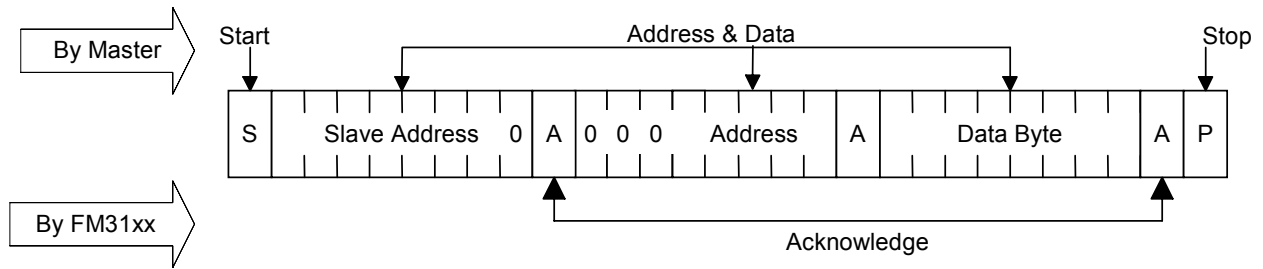 By Master
Start
Address & Data
Stop
S Slave Address 0 A 0 0 0 Address A Data Byte A P
By FM31xx
Acknowledge